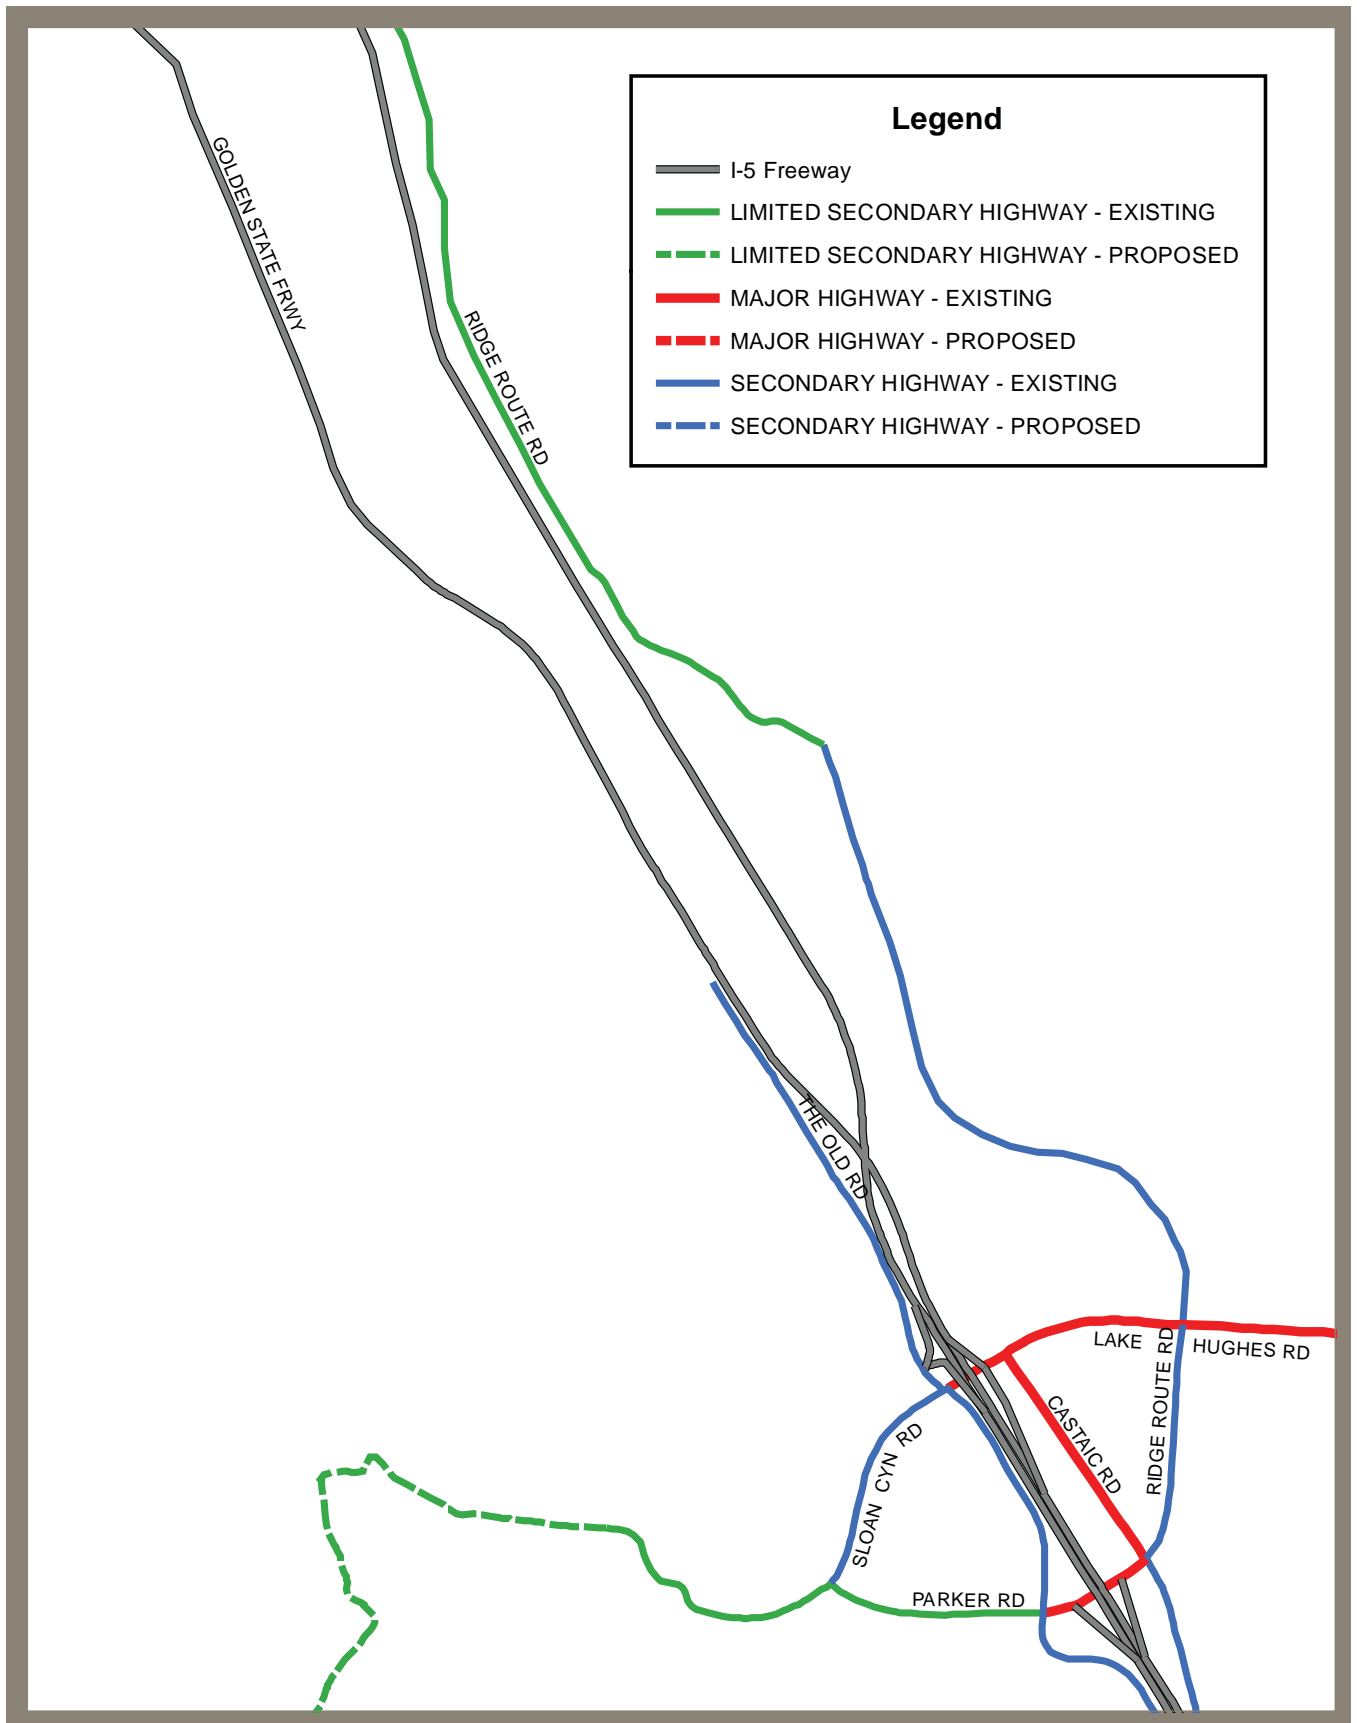 Legend
I-5 Freeway
LIMITED SECONDARY HIGHWAY - EXISTING
LIMITED SECONDARY HIGHWAY - PROPOSED
MAJOR HIGHWAY - EXISTING
MAJOR HIGHWAY - PROPOSED
SECONDARY HIGHWAY - EXISTING
SECONDARY HIGHWAY - PROPOSED
GOLDEN STATE FRWY
RIDGE ROUTE RD
THE OLD RD
LAKE HUGHES RD
RIDGE ROUTE RD
CASTAIC RD
SLOAN CYN RD
PARKER RD